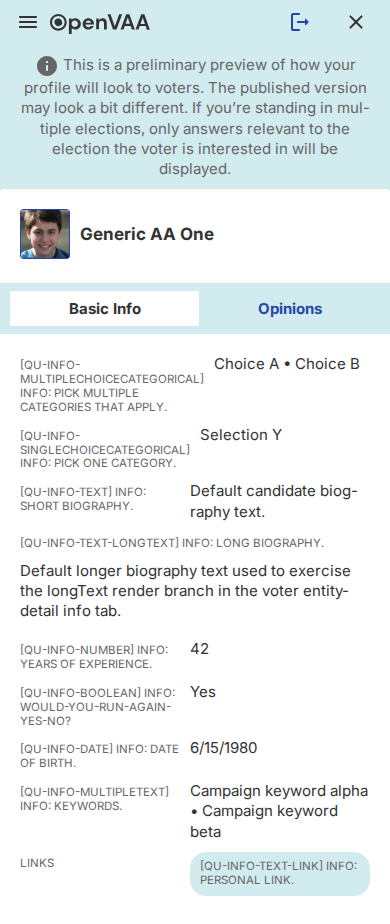 OpenVAA
This is a preliminary preview of how your
profile will look to voters. The published version
may look a bit different. If you’re standing in mul-
tiple elections, only answers relevant to the
election the voter is interested in will be
displayed.
Generic AA One
Basic Info
Opinions
[QU-INFO-
MULTIPLECHOICECATEGORICAL]
INFO: PICK MULTIPLE
CATEGORIES THAT APPLY.
Choice A • Choice B
[QU-INFO-
SINGLECHOICECATEGORICAL]
INFO: PICK ONE CATEGORY.
Selection Y
[QU-INFO-TEXT] INFO:
SHORT BIOGRAPHY.
Default candidate biog-
raphy text.
[QU-INFO-TEXT-LONGTEXT] INFO: LONG BIOGRAPHY.
Default longer biography text used to exercise
the longText render branch in the voter entity-
detail info tab.
[QU-INFO-NUMBER] INFO:
YEARS OF EXPERIENCE.
42
[QU-INFO-BOOLEAN] INFO:
WOULD-YOU-RUN-AGAIN-
YES-NO?
Yes
[QU-INFO-DATE] INFO: DATE
OF BIRTH.
6/15/1980
[QU-INFO-MULTIPLETEXT]
INFO: KEYWORDS.
Campaign keyword alpha
• Campaign keyword
beta
LINKS
[QU-INFO-TEXT-LINK] INFO:
PERSONAL LINK.